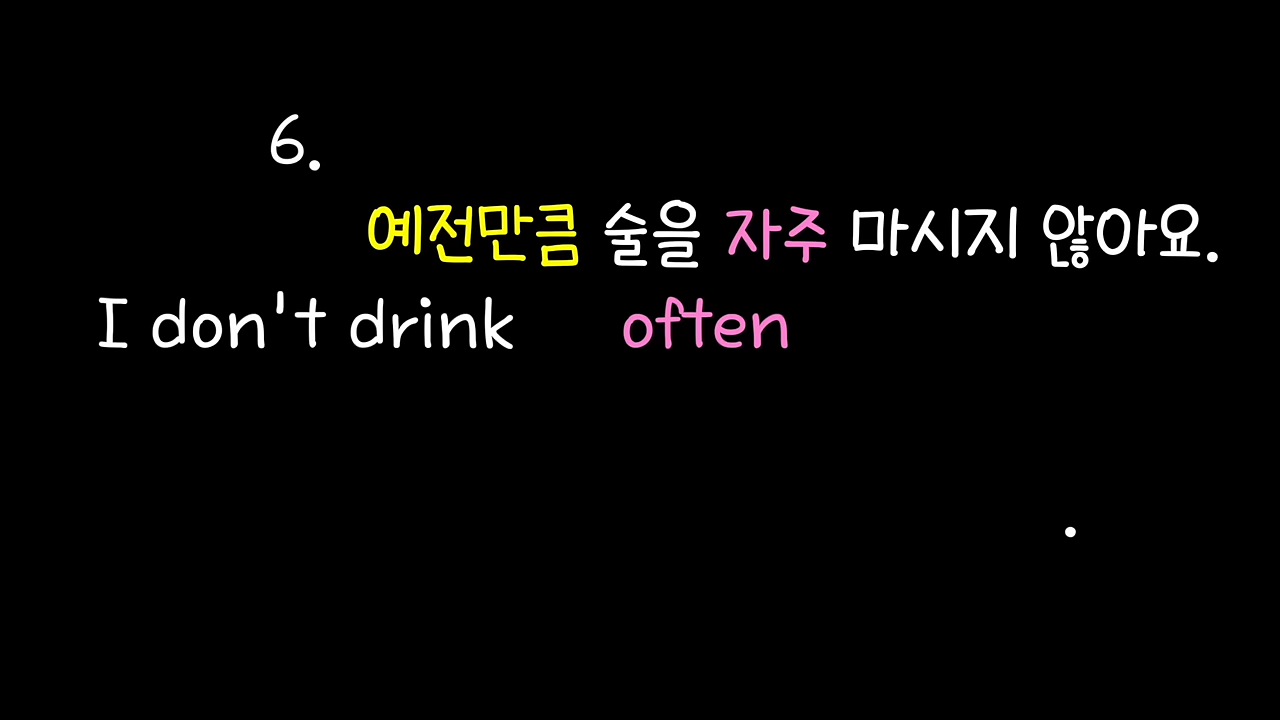 6.
예전만큼 술을 자주 마시지 않아요.
I don't drink often
.